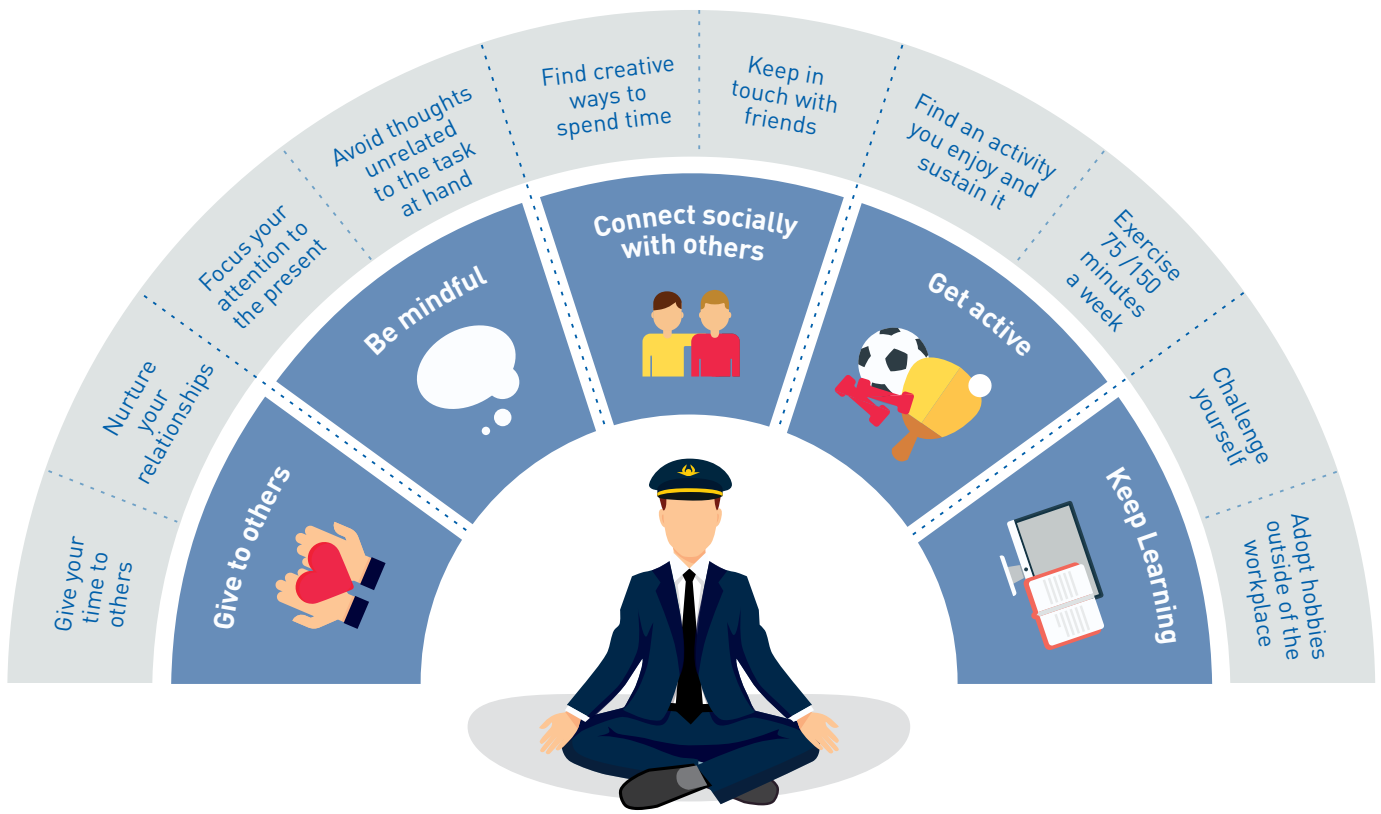 Give your
time to
others
Nurture
your
relationships
Focus your
attention to
the present
Avoid thoughts
unrelated
to the task
at hand
Find creative
ways to
spend time
Keep in
touch with
friends
Find an activity
you enjoy and
sustain it
Exercise
75 /150
minutes
a week
Challenge
yourself
Adopt hobbies
outside of the
workplace
Give to others
Be mindful
Connect socially
with others
Get active
Keep Learning